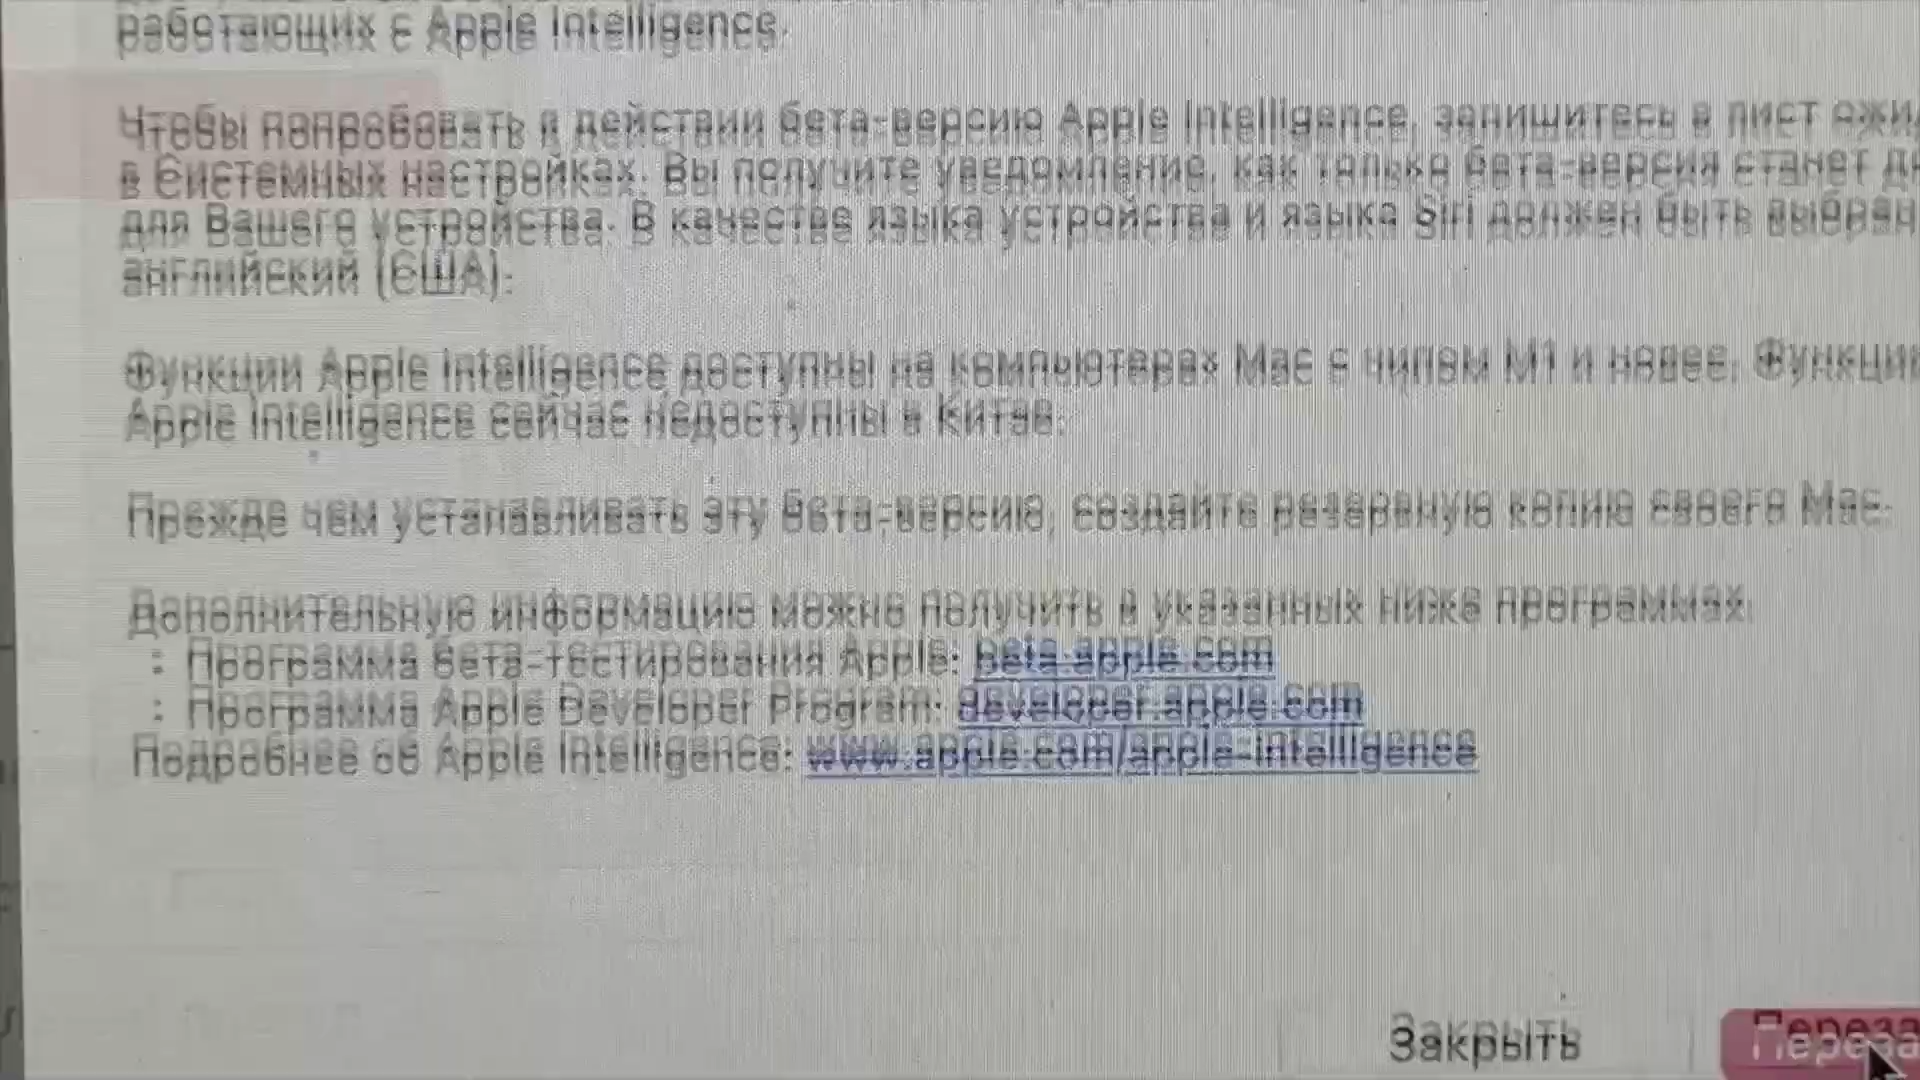 работающих с Apple Intelligence.
Чтобы попробовать в действии бета-версию Apple Intelligence, запишитесь в лист
в Системных настройках. Вы получите уведомление, как только бета-версия станет
для Вашего устройства. В качестве языка устройства и языка Siri должен быть выбран
английский (США).
Функции Apple Intelligence доступны на компьютерах Mac с чипом M1 и новее. Функции
Apple Intelligence сейчас недоступны в Китае.
Прежде чем устанавливать эту бета-версию, создайте резервную копию своего Mac.
Дополнительную информацию можно получить в указанных ниже программах:
• Программа бета-тестирования Apple: beta.apple.com
• Программа Apple Developer Program: developer.apple.com
Подробнее об Apple Intelligence: www.apple.com/apple-intelligence
Закрыть Переза